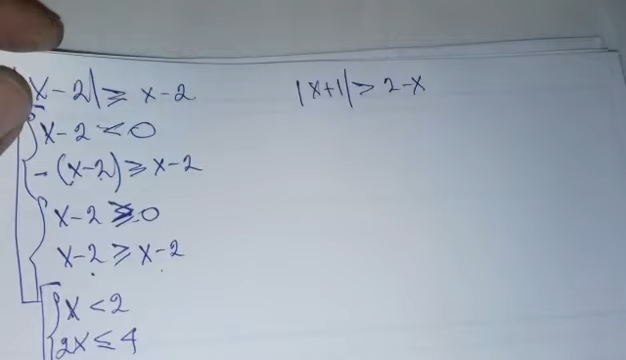 |x-2| ≥ x-2
|x+1| > 2-x
x-2 < 0
-(x-2) ≥ x-2
x-2 ≥ 0
x-2 ≥ x-2
x < 2
2x ≤ 4